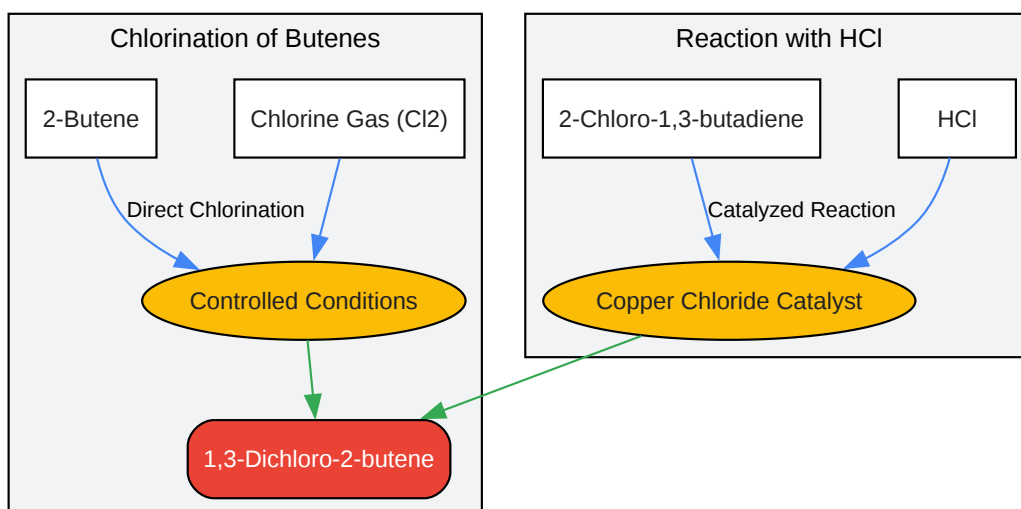 Chlorination of Butenes
2-Butene
Chlorine Gas (Cl2)
Direct Chlorination
Controlled Conditions
1,3-Dichloro-2-butene
Reaction with HCl
2-Chloro-1,3-butadiene
HCl
Catalyzed Reaction
Copper Chloride Catalyst